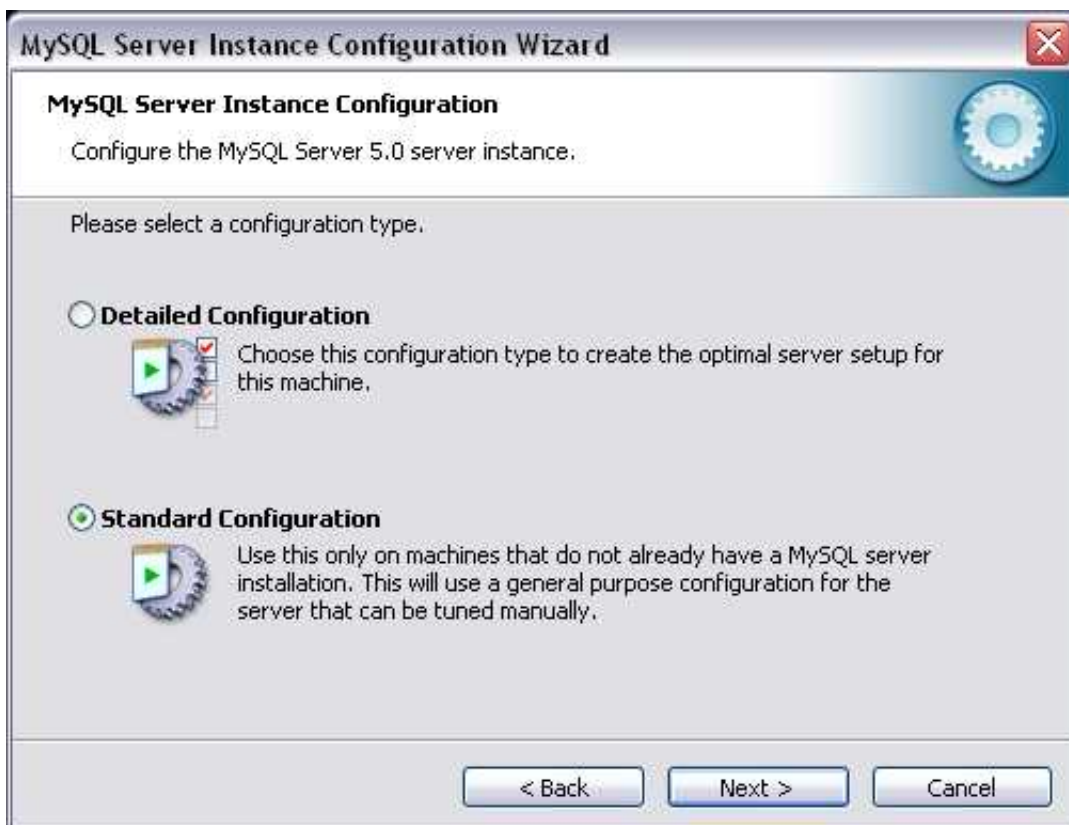 MySQL Server Instance Configuration Wizard
MySQL Server Instance Configuration
Configure the MySQL Server 5.0 server instance.
Please select a configuration type.
Detailed Configuration
Choose this configuration type to create the optimal server setup for
this machine.
Standard Configuration
Use this only on machines that do not already have a MySQL server
installation. This will use a general purpose configuration for the
server that can be tuned manually.
< Back
Next >
Cancel